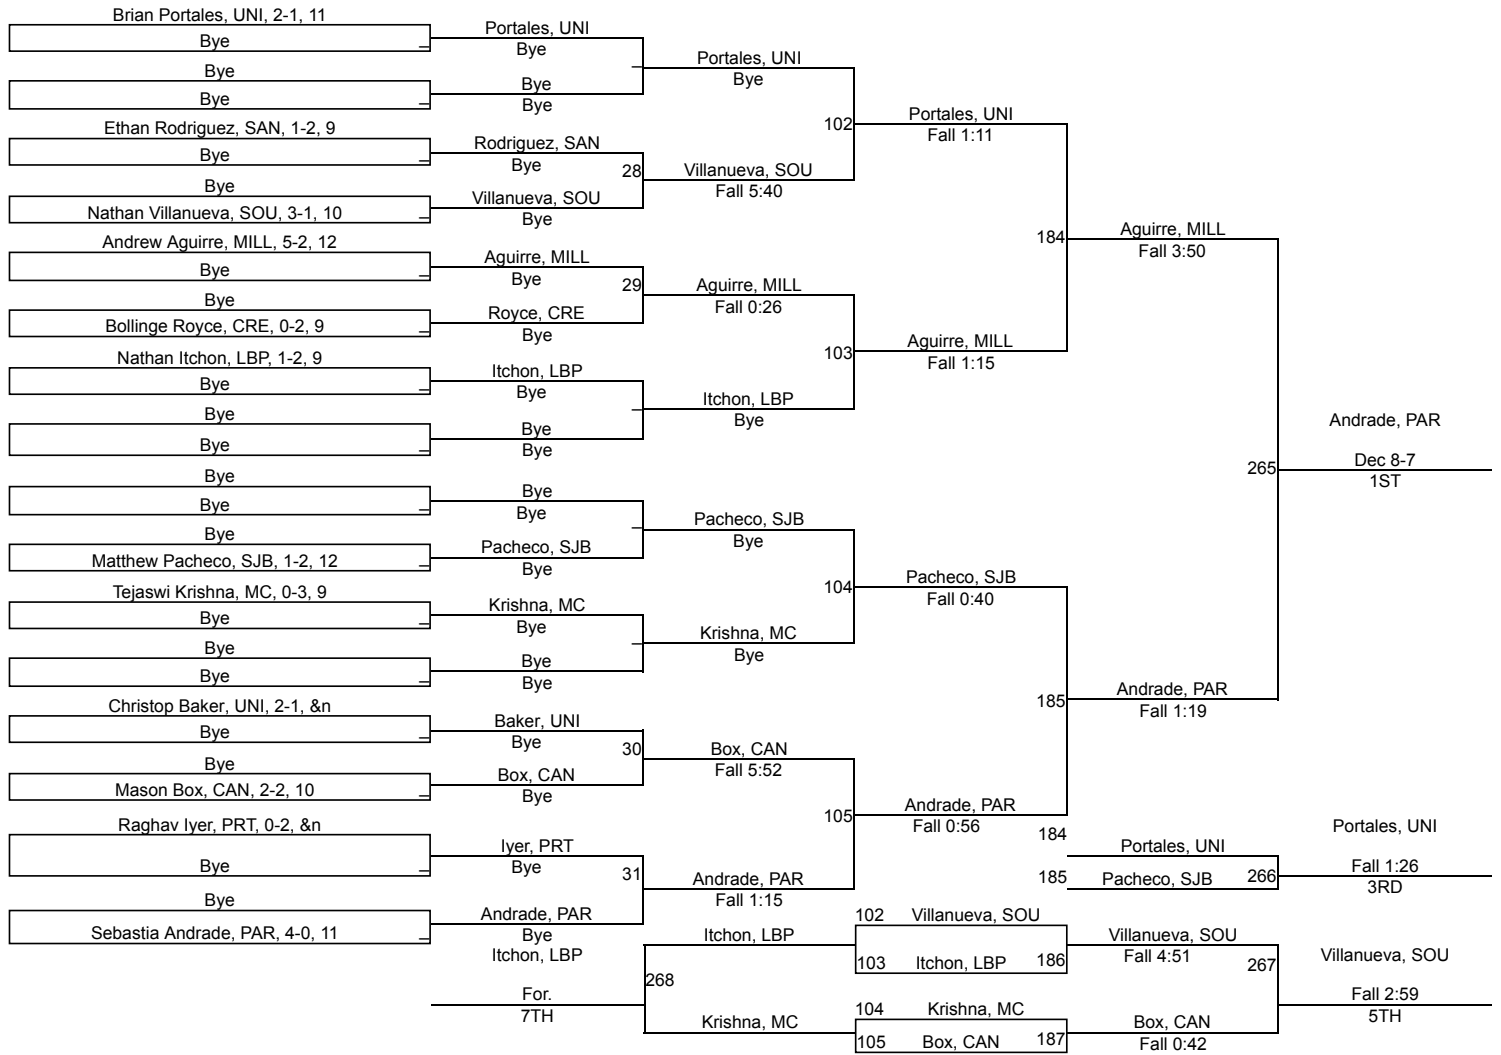 Brian Portales, UNI, 2-1, 11
Bye
Bye
Bye
Ethan Rodriguez, SAN, 1-2, 9
Bye
Bye
Nathan Villanueva, SOU, 3-1, 10
Andrew Aguirre, MILL, 5-2, 12
Bye
Bye
Bollinge Royce, CRE, 0-2, 9
Nathan Itchon, LBP, 1-2, 9
Bye
Bye
Bye
Bye
Bye
Bye
Matthew Pacheco, SJB, 1-2, 12
Tejaswi Krishna, MC, 0-3, 9
Bye
Bye
Bye
Christop Baker, UNI, 2-1, &n
Bye
Bye
Mason Box, CAN, 2-2, 10
Raghav Iyer, PRT, 0-2, &n
Bye
Bye
Sebastia Andrade, PAR, 4-0, 11
Portales, UNI
Bye
Bye
Bye
Rodriguez, SAN
Bye
28
Villanueva, SOU
Bye
Aguirre, MILL
Bye
29
Royce, CRE
Bye
Itchon, LBP
Bye
Bye
Bye
Bye
Bye
Pacheco, SJB
Bye
Krishna, MC
Bye
Bye
Bye
Baker, UNI
Bye
30
Box, CAN
Bye
Iyer, PRT
Bye
31
Andrade, PAR
Bye
Portales, UNI
Bye
102
Villanueva, SOU
Fall 5:40
Aguirre, MILL
Fall 0:26
103
Itchon, LBP
Bye
Pacheco, SJB
Bye
104
Krishna, MC
Bye
Box, CAN
Fall 5:52
105
Andrade, PAR
Fall 1:15
Portales, UNI
Fall 1:11
184
Aguirre, MILL
Fall 1:15
Pacheco, SJB
Fall 0:40
185
Andrade, PAR
Fall 0:56
Aguirre, MILL
Fall 3:50
265
Andrade, PAR
Fall 1:19
Andrade, PAR
Dec 8-7
1ST
184
Portales, UNI
185
Pacheco, SJB
266
Portales, UNI
Fall 1:26
3RD
102 Villanueva, SOU
103 Itchon, LBP 186
104 Krishna, MC
105 Box, CAN 187
Villanueva, SOU
Fall 4:51
267
Box, CAN
Fall 0:42
Villanueva, SOU
Fall 2:59
5TH
Itchon, LBP
268
Krishna, MC
Itchon, LBP
For.
7TH